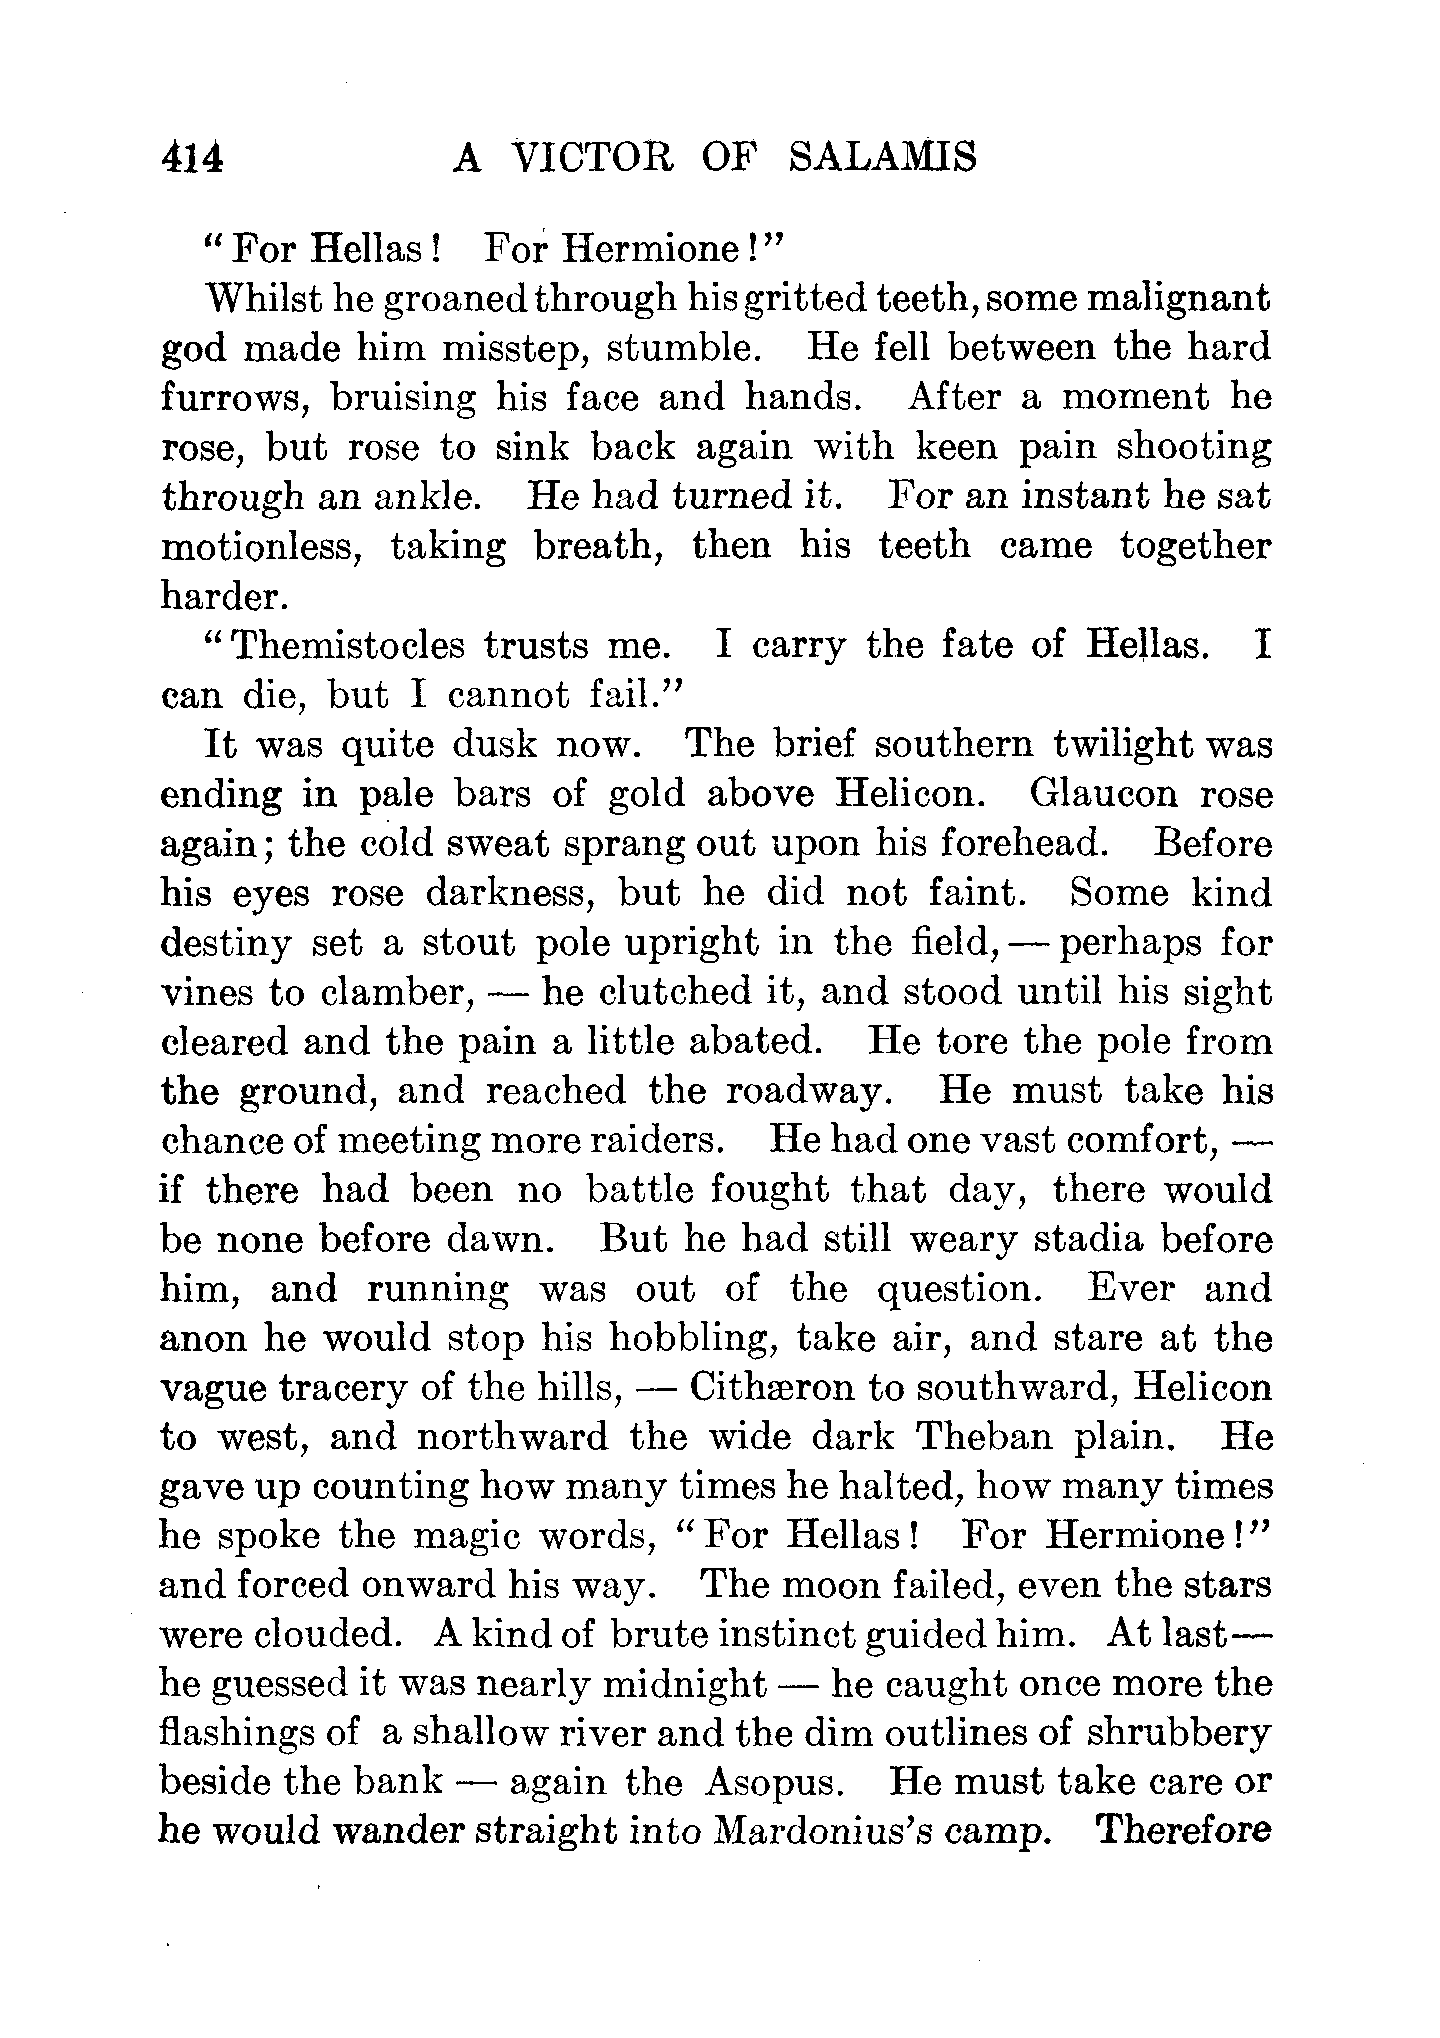 414 A VICTOR OF SALAMIS
"For Hellas! For Hermione!"
Whilst he groaned through his gritted teeth, some malignant
god made him misstep, stumble. He fell between the hard
furrows, bruising his face and hands. After a moment he
rose, but rose to sink back again with keen pain shooting
through an ankle. He had turned it. For an instant he sat
motionless, taking breath, then his teeth came together
harder.
"Themistocles trusts me. I carry the fate of Hellas. I
can die, but I cannot fail."
It was quite dusk now. The brief southern twilight was
ending in pale bars of gold above Helicon. Glaucon rose
again; the cold sweat sprang out upon his forehead. Before
his eyes rose darkness, but he did not faint. Some kind
destiny set a stout pole upright in the field, — perhaps for
vines to clamber, — he clutched it, and stood until his sight
cleared and the pain a little abated. He tore the pole from
the ground, and reached the roadway. He must take his
chance of meeting more raiders. He had one vast comfort, —
if there had been no battle fought that day, there would
be none before dawn. But he had still weary stadia before
him, and running was out of the question. Ever and
anon he would stop his hobbling, take air, and stare at the
vague tracery of the hills, — Cithæron to southward, Helicon
to west, and northward the wide dark Theban plain. He
gave up counting how many times he halted, how many times
he spoke the magic words, "For Hellas! For Hermione!"
and forced onward his way. The moon failed, even the stars
were clouded. A kind of brute instinct guided him. At last—
he guessed it was nearly midnight — he caught once more the
flashings of a shallow river and the dim outlines of shrubbery
beside the bank — again the Asopus. He must take care or
he would wander straight into Mardonius's camp. Therefore